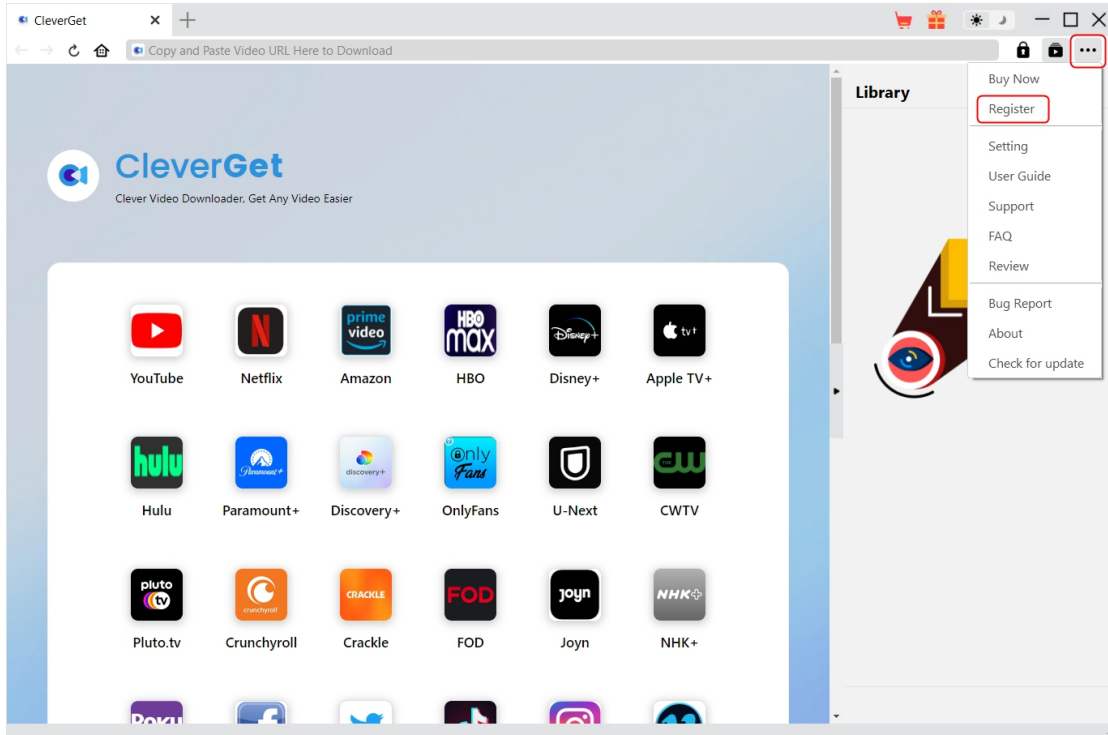 CleverGet
Copy and Paste Video URL Here to Download
Buy Now
Register
Setting
User Guide
Support
FAQ
Review
Bug Report
About
Check for update
Library
CleverGet
Clever Video Downloader. Get Any Video Easier
prime video
HBO max
Disney+
tv+
YouTube
Netflix
Amazon
HBO
Disney+
Apple TV+
hulu
Paramount+
discovery+
Only Fans
THE CW
Hulu
Paramount+
Discovery+
OnlyFans
U-Next
CWTV
pluto tv
crunchyroll
CRACKLE
FOD
Joyn
NHK+
Pluto.tv
Crunchyroll
Crackle
FOD
Joyn
NHK+